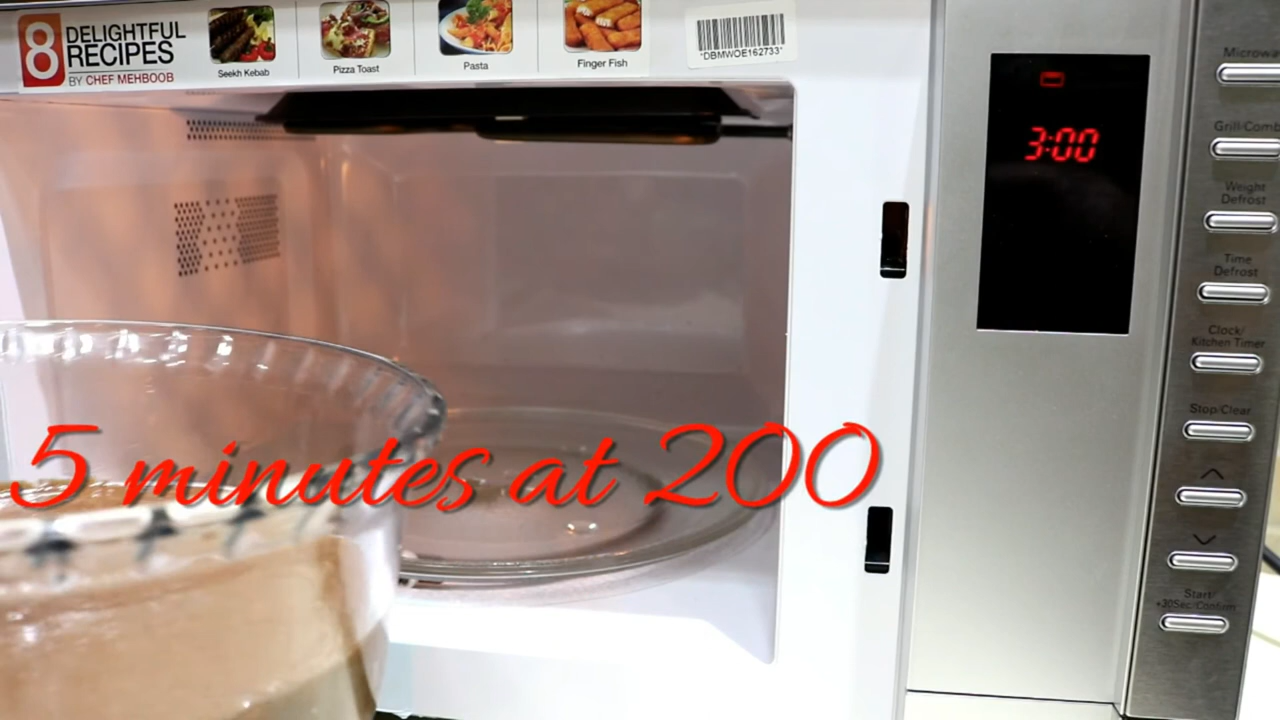 8 DELIGHTFUL
RECIPES
BY CHEF MEHBOOB
Seekh Kebab
Pizza Toast
Pasta
Finger Fish
*DBMWOE162733*
3:00
Microwa
Grill/Comb
Weight
Defrost
Time
Defrost
Clock/
Kitchen Timer
Stop/Clear
Start/
+30Sec./Confirm
5 minutes at 200